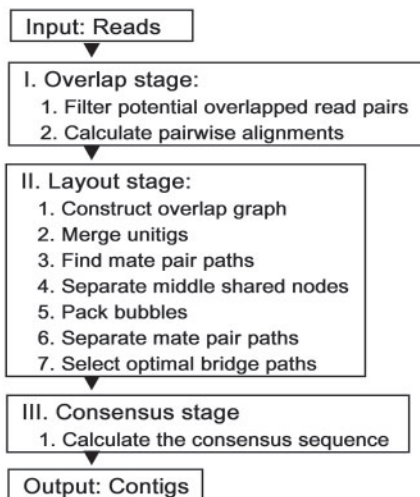 Input: Reads
I. Overlap stage:
1. Filter potential overlapped read pairs
2. Calculate pairwise alignments
II. Layout stage:
1. Construct overlap graph
2. Merge unitigs
3. Find mate pair paths
4. Separate middle shared nodes
5. Pack bubbles
6. Separate mate pair paths
7. Select optimal bridge paths
III. Consensus stage
1. Calculate the consensus sequence
Output: Contigs